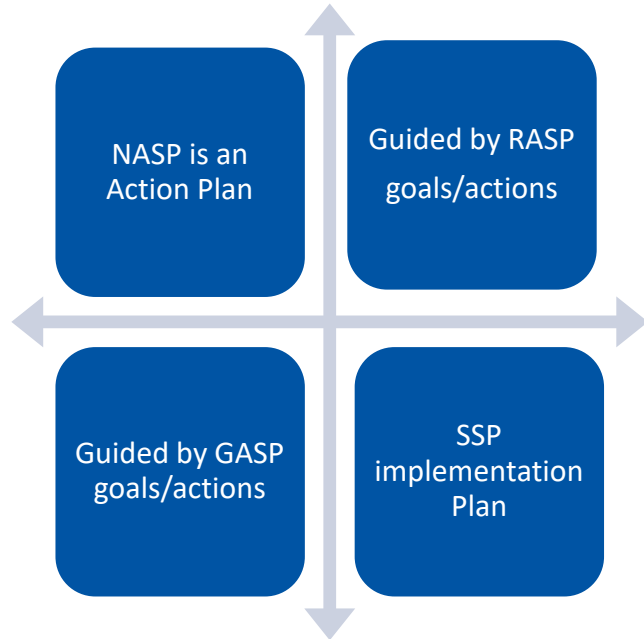 NASP is an
Action Plan
Guided by RASP
goals/actions
Guided by GASP
goals/actions
SSP
implementation
Plan